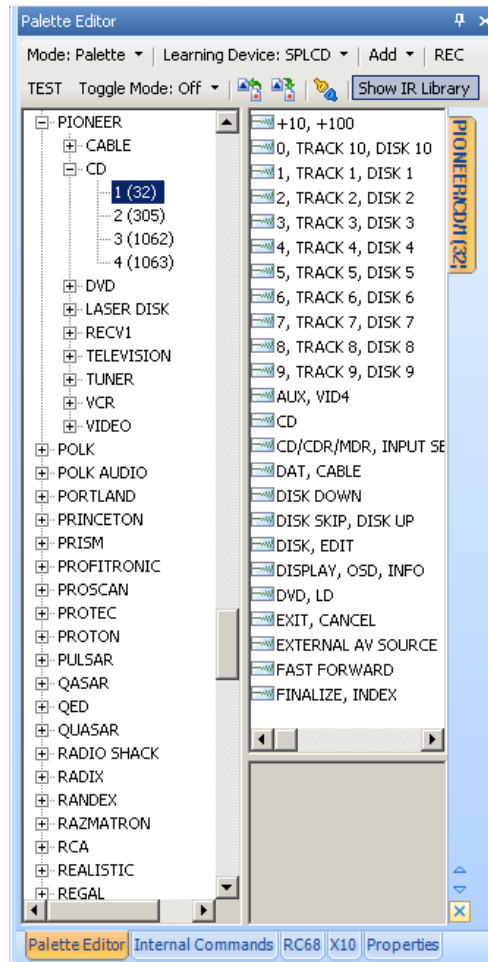 Palette Editor
Mode: Palette Learning Device: SPLCD Add REC
TEST Toggle Mode: Off Show IR Library
PIONEER
CABLE
CD
1 (32)
2 (305)
3 (1062)
4 (1063)
DVD
LASER DISK
RECV1
TELEVISION
TUNER
VCR
VIDEO
POLK
POLK AUDIO
PORTLAND
PRINCETON
PRISM
PROFITRONIC
PROSCAN
PROTEC
PROTON
PULSAR
QASAR
QED
QUASAR
RADIO SHACK
RADIX
RANDEX
RAZMATRON
RCA
REALISTIC
REGAL
+10, +100
0, TRACK 10, DISK 10
1, TRACK 1, DISK 1
2, TRACK 2, DISK 2
3, TRACK 3, DISK 3
4, TRACK 4, DISK 4
5, TRACK 5, DISK 5
6, TRACK 6, DISK 6
7, TRACK 7, DISK 7
8, TRACK 8, DISK 8
9, TRACK 9, DISK 9
AUX, VID4
CD
CD/CDR/MDR, INPUT SE
DAT, CABLE
DISK DOWN
DISK SKIP, DISK UP
DISK, EDIT
DISPLAY, OSD, INFO
DVD, LD
EXIT, CANCEL
EXTERNAL AV SOURCE
FAST FORWARD
FINALIZE, INDEX
PIONEER/CD/1 (32)
Palette Editor Internal Commands RC68 X10 Properties